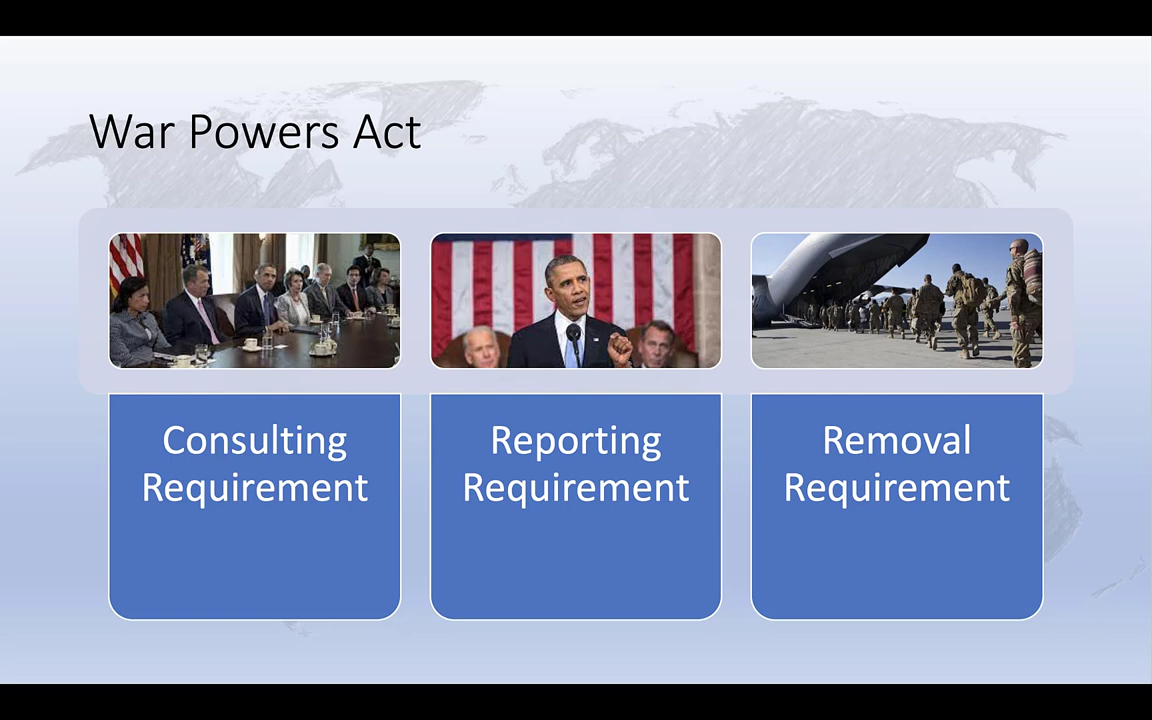 War Powers Act
Consulting
Requirement
Reporting
Requirement
Removal
Requirement